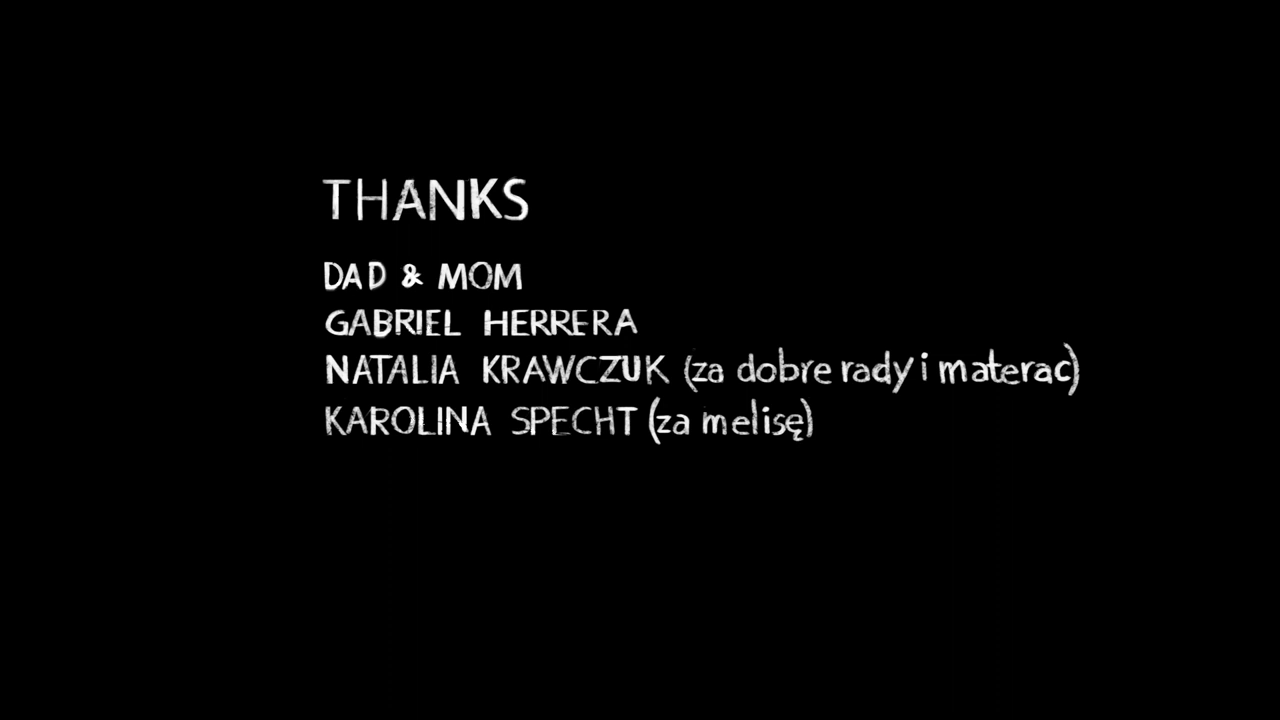 THANKS
DAD & MOM
GABRIEL HERRERA
NATALIA KRAWCZUK (za dobre rady i materac)
KAROLINA SPECHT (za melisę)